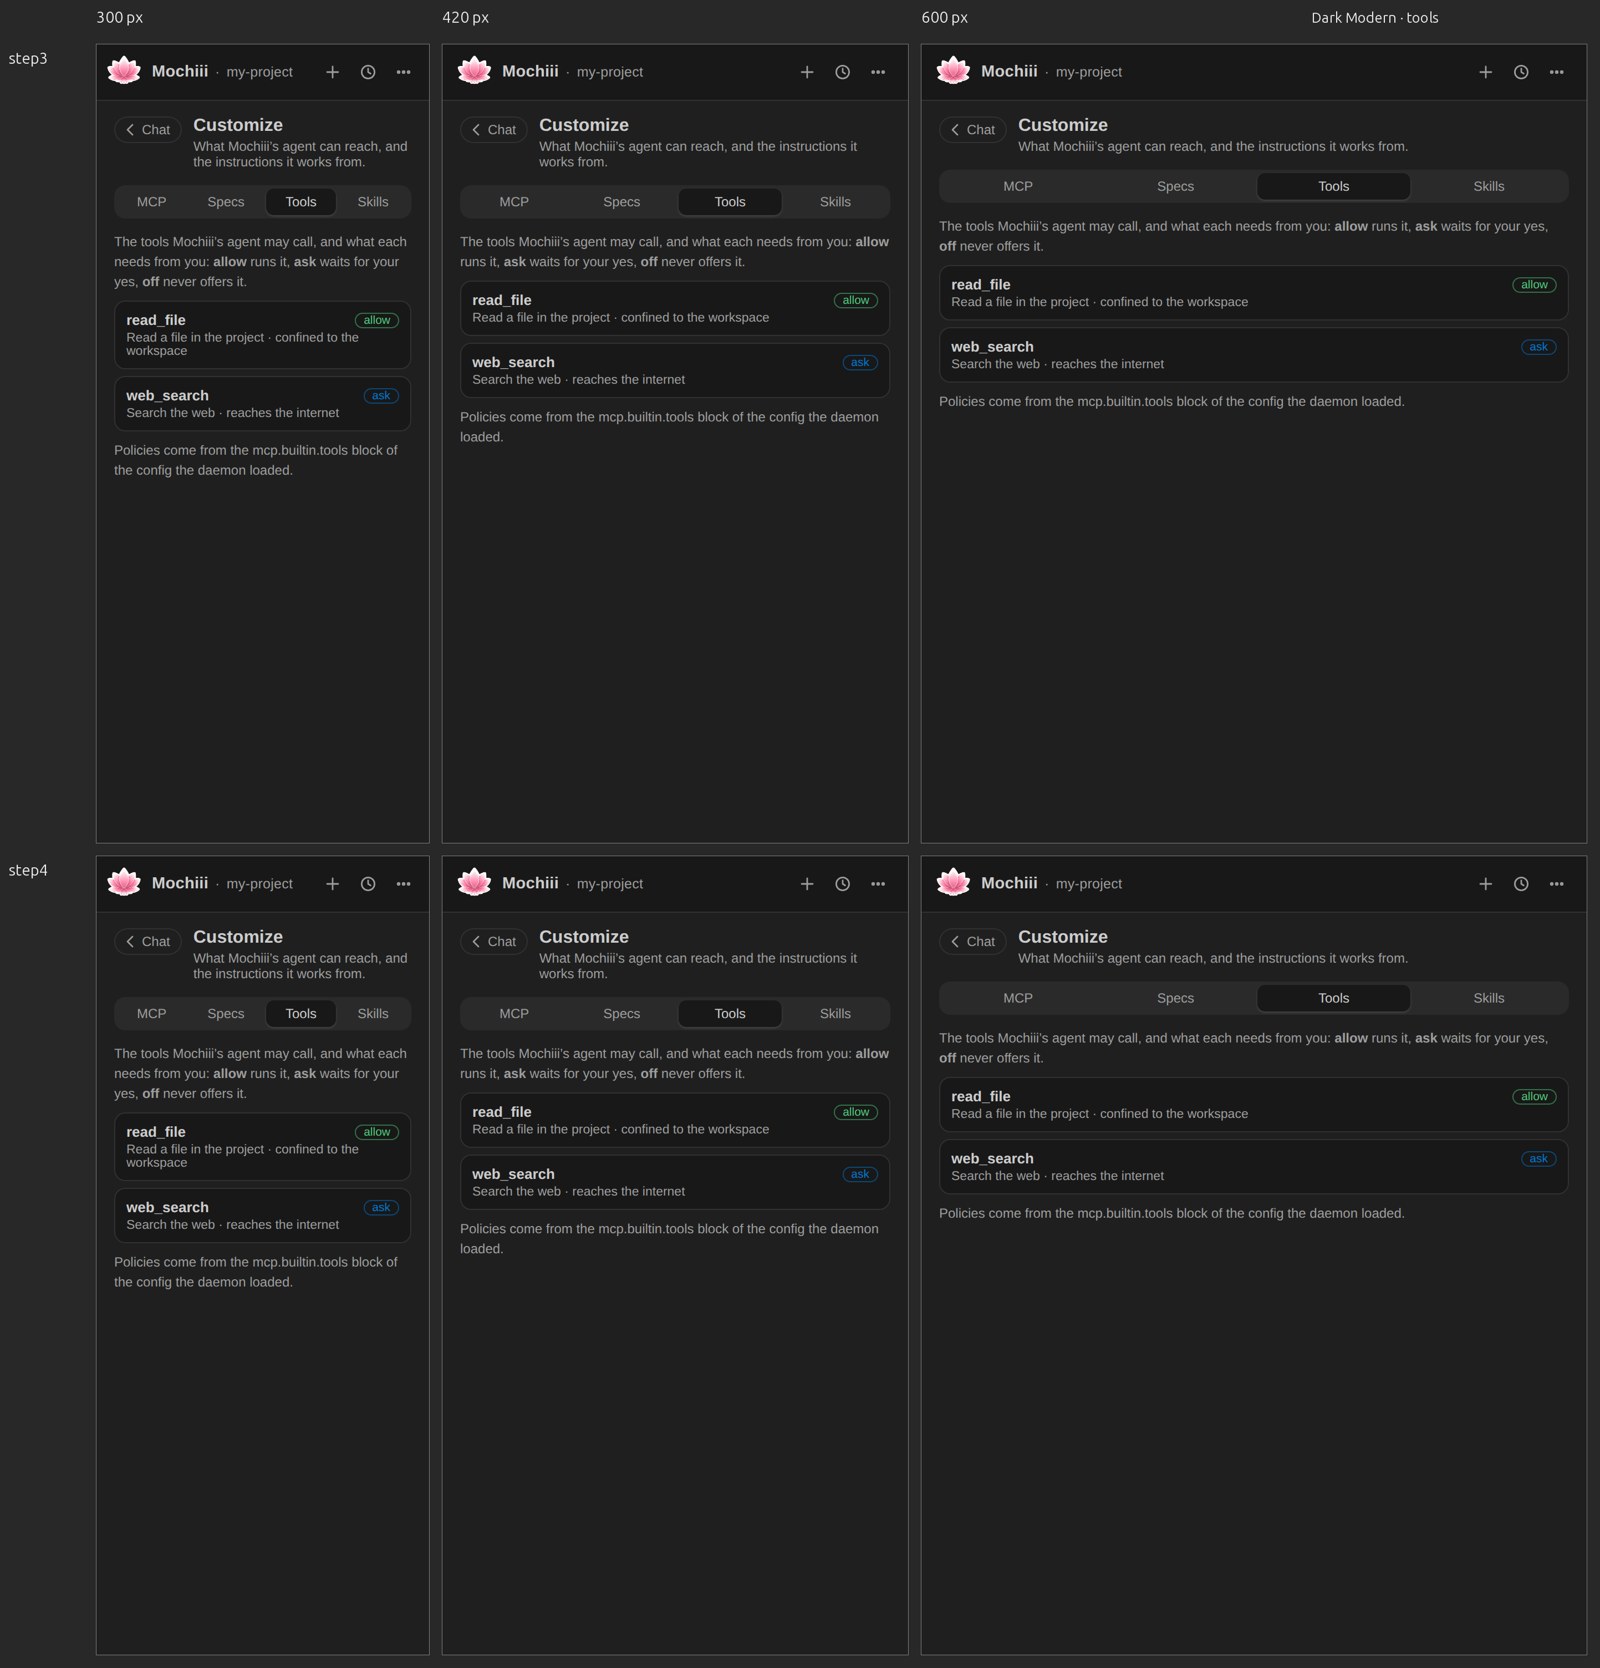 300 px
420 px
600 px
Dark Modern · tools
step3
Mochiii · my-project
Chat
Customize
What Mochiii's agent can reach, and
the instructions it works from.
MCP Specs Tools Skills
The tools Mochiii's agent may call, and what each
needs from you: allow runs it, ask waits for your
yes, off never offers it.
read_file
allow
Read a file in the project · confined to the
workspace
web_search
ask
Search the web · reaches the internet
Policies come from the mcp.builtin.tools block of
the config the daemon loaded.
Mochiii · my-project
Chat
Customize
What Mochiii's agent can reach, and the instructions it
works from.
MCP Specs Tools Skills
The tools Mochiii's agent may call, and what each needs from you: allow
runs it, ask waits for your yes, off never offers it.
read_file
allow
Read a file in the project · confined to the workspace
web_search
ask
Search the web · reaches the internet
Policies come from the mcp.builtin.tools block of the config the daemon
loaded.
Mochiii · my-project
Chat
Customize
What Mochiii's agent can reach, and the instructions it works from.
MCP Specs Tools Skills
The tools Mochiii's agent may call, and what each needs from you: allow runs it, ask waits for your yes,
off never offers it.
read_file
allow
Read a file in the project · confined to the workspace
web_search
ask
Search the web · reaches the internet
Policies come from the mcp.builtin.tools block of the config the daemon loaded.
step4
Mochiii · my-project
Chat
Customize
What Mochiii's agent can reach, and
the instructions it works from.
MCP Specs Tools Skills
The tools Mochiii's agent may call, and what each
needs from you: allow runs it, ask waits for your
yes, off never offers it.
read_file
allow
Read a file in the project · confined to the
workspace
web_search
ask
Search the web · reaches the internet
Policies come from the mcp.builtin.tools block of
the config the daemon loaded.
Mochiii · my-project
Chat
Customize
What Mochiii's agent can reach, and the instructions it
works from.
MCP Specs Tools Skills
The tools Mochiii's agent may call, and what each needs from you: allow
runs it, ask waits for your yes, off never offers it.
read_file
allow
Read a file in the project · confined to the workspace
web_search
ask
Search the web · reaches the internet
Policies come from the mcp.builtin.tools block of the config the daemon
loaded.
Mochiii · my-project
Chat
Customize
What Mochiii's agent can reach, and the instructions it works from.
MCP Specs Tools Skills
The tools Mochiii's agent may call, and what each needs from you: allow runs it, ask waits for your yes,
off never offers it.
read_file
allow
Read a file in the project · confined to the workspace
web_search
ask
Search the web · reaches the internet
Policies come from the mcp.builtin.tools block of the config the daemon loaded.